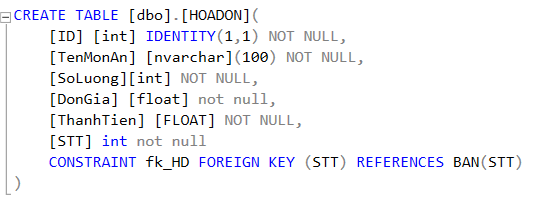 CREATE TABLE [dbo].[HOADON](
[ID] [int] IDENTITY(1,1) NOT NULL,
[TenMonAn] [nvarchar](100) NOT NULL,
[SoLuong][int] NOT NULL,
[DonGia] [float] not null,
[ThanhTien] [FLOAT] NOT NULL,
[STT] int not null
CONSTRAINT fk_HD FOREIGN KEY (STT) REFERENCES BAN(STT)
)